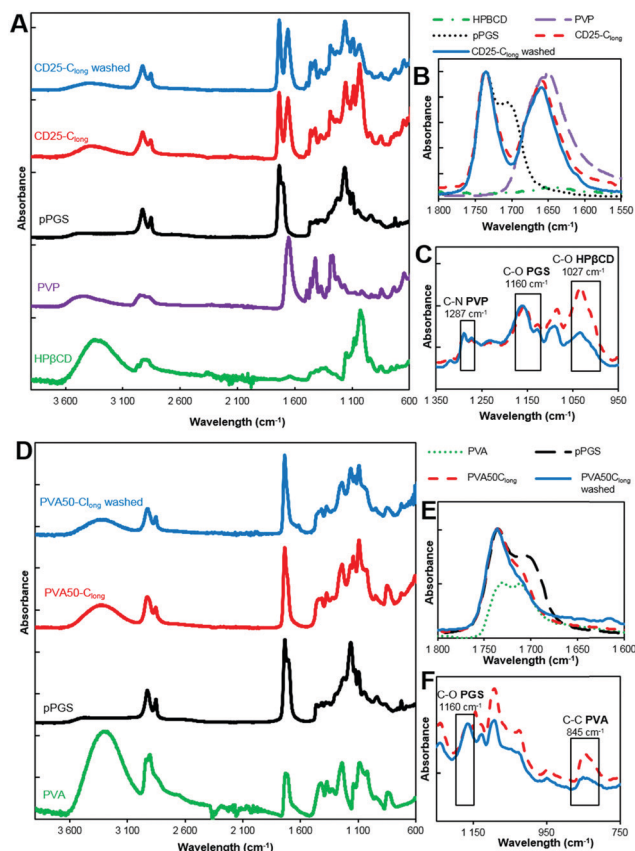 A
CD25-Clong washed
CD25-Clong
pPGS
PVP
HPβCD
Absorbance
3 600 3 100 2 600 2 100 1 600 1 100 600
Wavelength (cm-1)
HPBCD PVP
pPGS CD25-Clong
CD25-Clong washed
B
Absorbance
1 800 1 700 1 650 1 550
Wavelength (cm-1)
C
C-N PVP
1287 cm-1
C-O PGS
1160 cm-1
C-O HPβCD
1027 cm-1
Absorbance
1 350 1 250 1 150 1 050 950
Wavelength (cm-1)
D
PVA50-Clong washed
PVA50-Clong
pPGS
PVA
Absorbance
3 600 3 100 2 600 2 100 1 600 1 100 600
Wavelength (cm-1)
PVA pPGS
PVA50Clong PVA50Clong
washed
E
Absorbance
1 800 1 750 1 700 1 650 1 600
Wavelength (cm-1)
F
C-O PGS
1160 cm-1
C-C PVA
845 cm-1
Absorbance
1 150 950 750
Wavelength (cm-1)